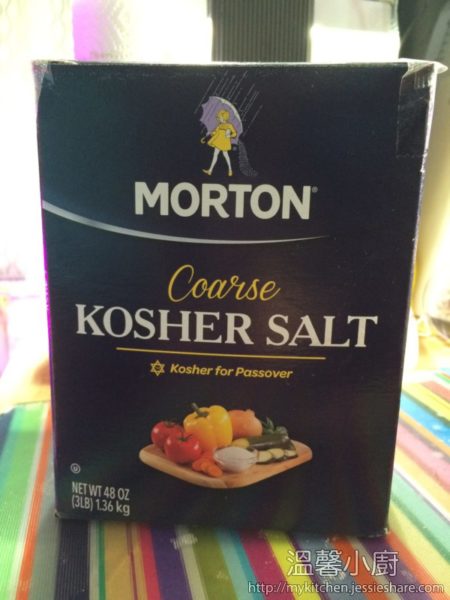 MORTON®
Coarse
KOSHER SALT
Kosher for Passover
U
NET WT 48 OZ
(3LB) 1.36 kg
溫馨小廚
http://mykitchen.jessieshare.com